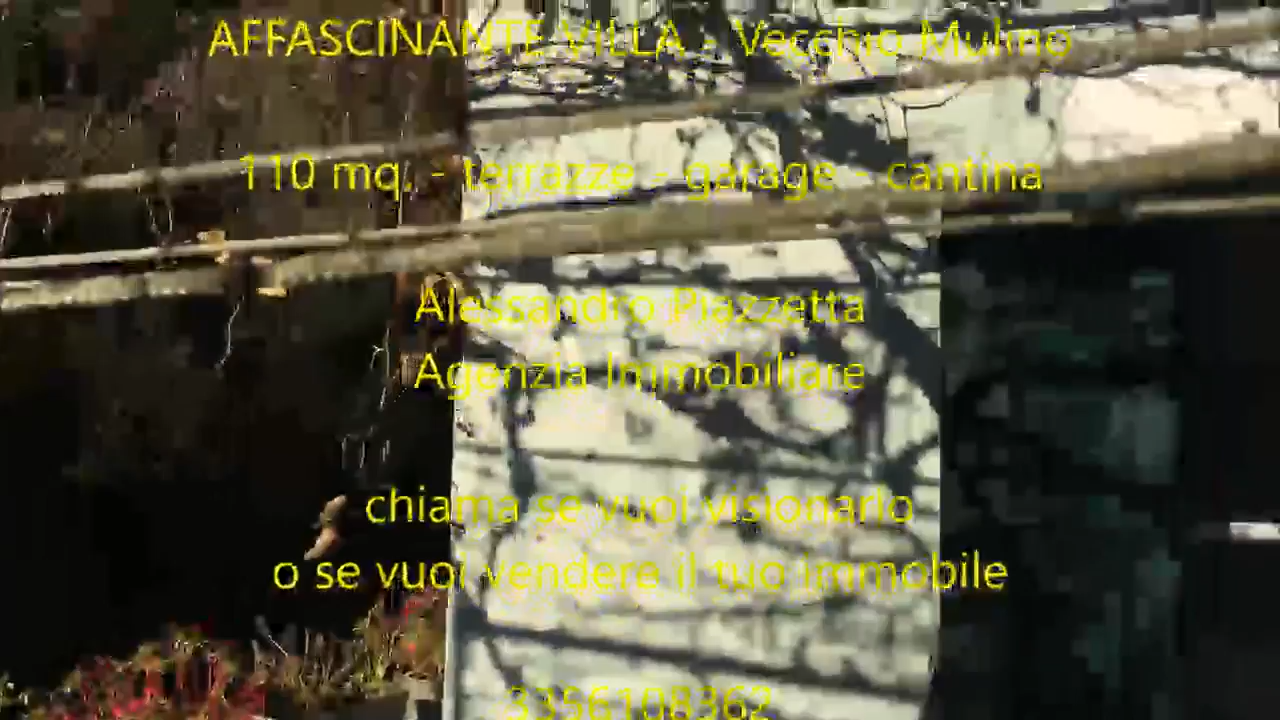 AFFASCINANTE VILLA - Vecchio Mulino
110 mq. - terrazze - garage - cantina
Alessandro Piazzetta
Agenzia Immobiliare
chiama se vuoi visionarlo
o se vuoi vendere il tuo immobile
3356108362